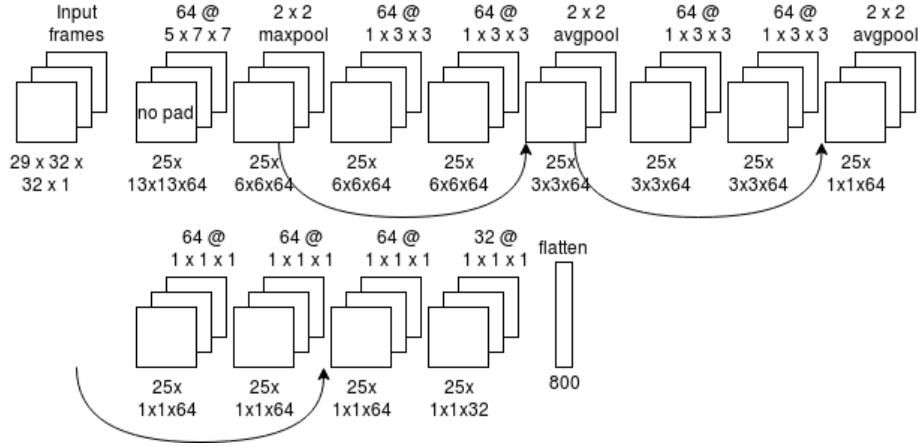 Input
frames
64 @
5 x 7 x 7
2 x 2
maxpool
64 @
1 x 3 x 3
64 @
1 x 3 x 3
2 x 2
avgpool
64 @
1 x 3 x 3
64 @
1 x 3 x 3
2 x 2
avgpool
no pad
29 x 32 x
32 x 1
25x
13x13x64
25x
6x6x64
25x
6x6x64
25x
6x6x64
25x
3x3x64
25x
3x3x64
25x
3x3x64
25x
1x1x64
64 @
1 x 1 x 1
64 @
1 x 1 x 1
64 @
1 x 1 x 1
32 @
1 x 1 x 1
flatten
25x
1x1x64
25x
1x1x64
25x
1x1x64
25x
1x1x32
800